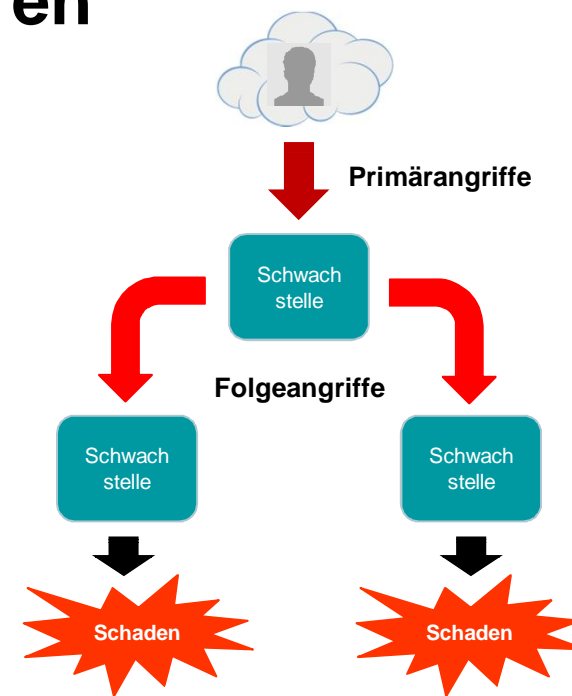 en
Primärangriffe
Schwach
stelle
Folgeangriffe
Schwach
stelle
Schwach
stelle
Schaden
Schaden